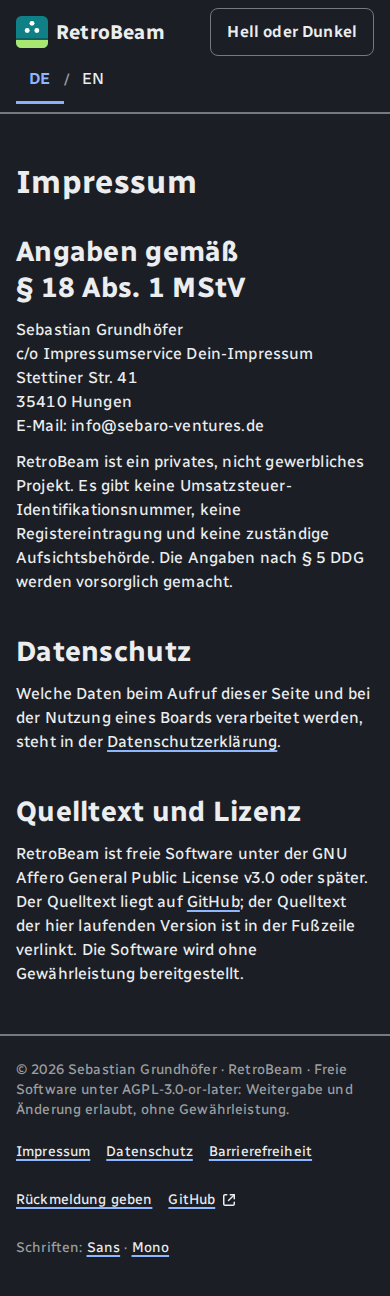 RetroBeam
Hell oder Dunkel
DE / EN
Impressum
Angaben gemäß
§ 18 Abs. 1 MStV
Sebastian Grundhöfer
c/o Impressumservice Dein-Impressum
Stettiner Str. 41
35410 Hungen
E-Mail: info@sebaro-ventures.de
RetroBeam ist ein privates, nicht gewerbliches
Projekt. Es gibt keine Umsatzsteuer-
Identifikationsnummer, keine
Registereintragung und keine zuständige
Aufsichtsbehörde. Die Angaben nach § 5 DDG
werden vorsorglich gemacht.
Datenschutz
Welche Daten beim Aufruf dieser Seite und bei
der Nutzung eines Boards verarbeitet werden,
steht in der Datenschutzerklärung.
Quelltext und Lizenz
RetroBeam ist freie Software unter der GNU
Affero General Public License v3.0 oder später.
Der Quelltext liegt auf GitHub; der Quelltext
der hier laufenden Version ist in der Fußzeile
verlinkt. Die Software wird ohne
Gewährleistung bereitgestellt.
© 2026 Sebastian Grundhöfer · RetroBeam · Freie
Software unter AGPL-3.0-or-later: Weitergabe und
Änderung erlaubt, ohne Gewährleistung.
Impressum Datenschutz Barrierefreiheit
Rückmeldung geben GitHub
Schriften: Sans · Mono